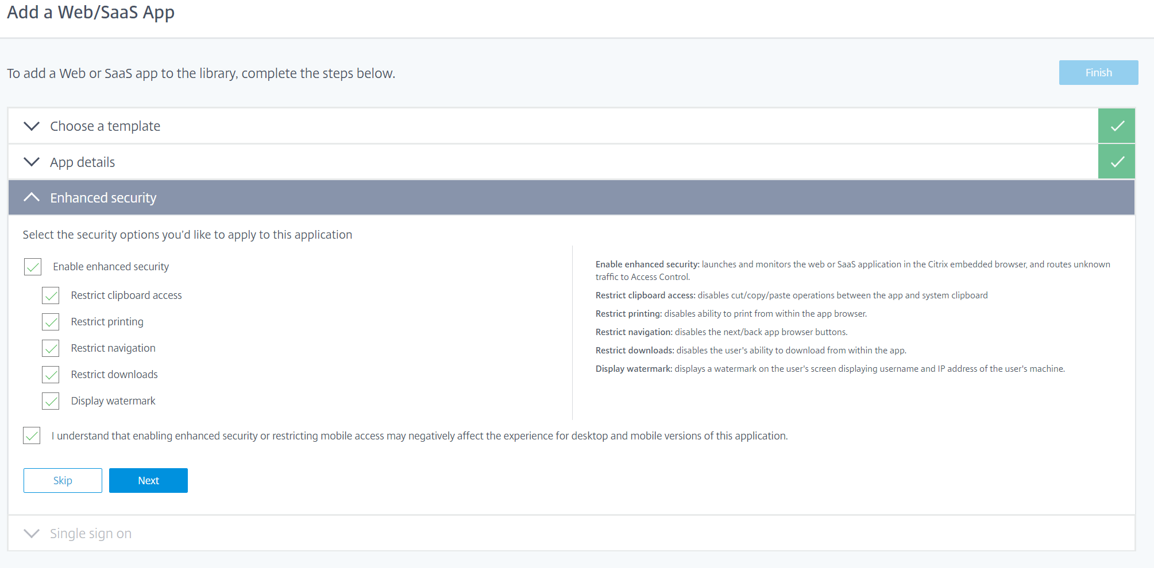 Add a Web/SaaS App
To add a Web or SaaS app to the library, complete the steps below.
Finish
Choose a template
App details
Enhanced security
Select the security options you'd like to apply to this application
Enable enhanced security
Restrict clipboard access
Restrict printing
Restrict navigation
Restrict downloads
Display watermark
Enable enhanced security: launches and monitors the web or SaaS application in the Citrix embedded browser, and routes unknown
traffic to Access Control.
Restrict clipboard access: disables cut/copy/paste operations between the app and system clipboard
Restrict printing: disables ability to print from within the app browser.
Restrict navigation: disables the next/back app browser buttons.
Restrict downloads: disables the user's ability to download from within the app.
Display watermark: displays a watermark on the user's screen displaying username and IP address of the user's machine.
I understand that enabling enhanced security or restricting mobile access may negatively affect the experience for desktop and mobile versions of this application.
Skip
Next
Single sign on